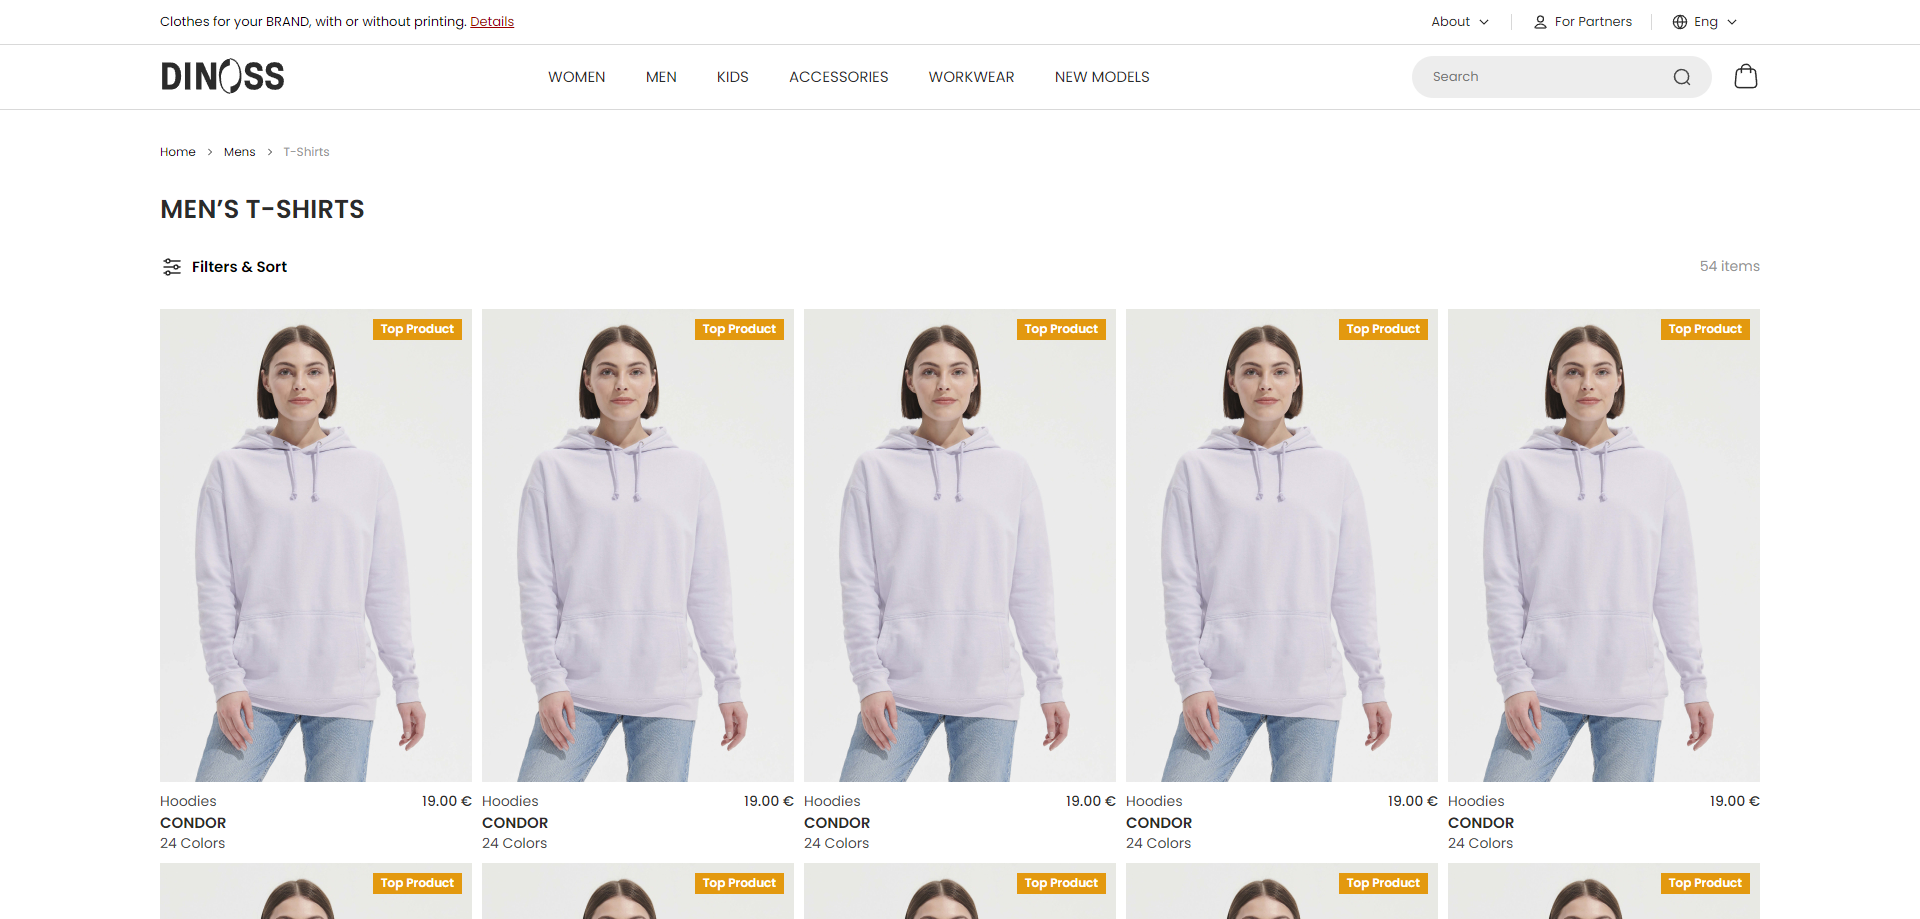 Clothes for your BRAND, with or without printing. Details
About
For Partners
Eng
DINOSS
WOMEN
MEN
KIDS
ACCESSORIES
WORKWEAR
NEW MODELS
Search
Home > Mens > T-Shirts
MEN’S T-SHIRTS
Filters & Sort
54 items
Top Product
Top Product
Top Product
Top Product
Top Product
Hoodies 19.00 €
CONDOR
24 Colors
Hoodies 19.00 €
CONDOR
24 Colors
Hoodies 19.00 €
CONDOR
24 Colors
Hoodies 19.00 €
CONDOR
24 Colors
Hoodies 19.00 €
CONDOR
24 Colors
Top Product
Top Product
Top Product
Top Product
Top Product